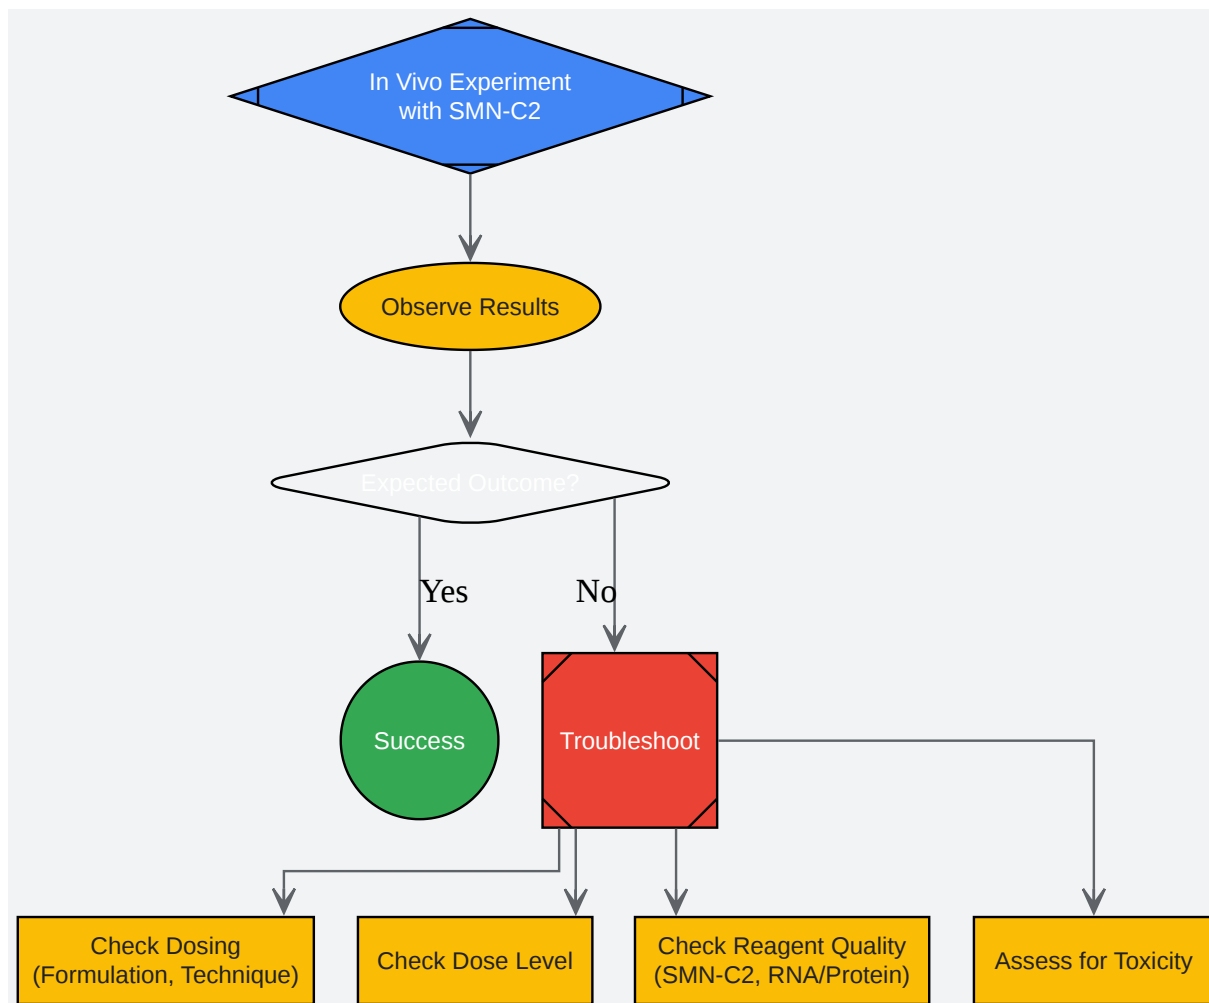 In Vivo Experiment
with SMN-C2
Observe Results
Expected Outcome?
Yes
No
Success
Troubleshoot
Check Dosing
(Formulation, Technique)
Check Dose Level
Check Reagent Quality
(SMN-C2, RNA/Protein)
Assess for Toxicity